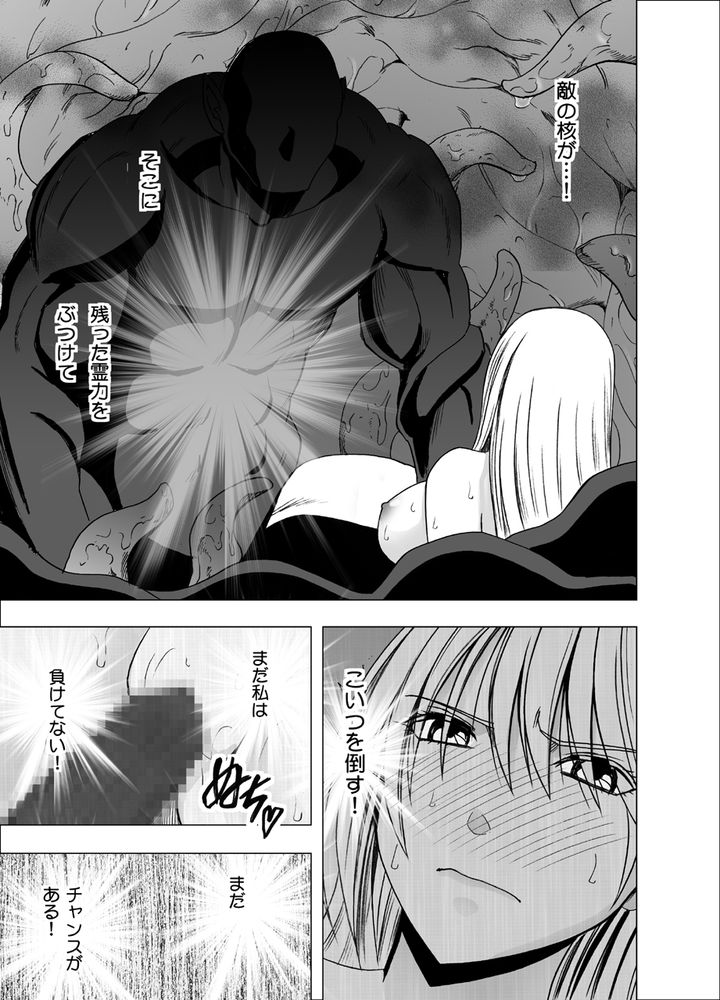 敵の核が…！
そこに
残った霊力を
ぶつけて
こいつを倒す！
まだ私は
負けてない！
ぬち♡
まだ
チャンスが
ある！